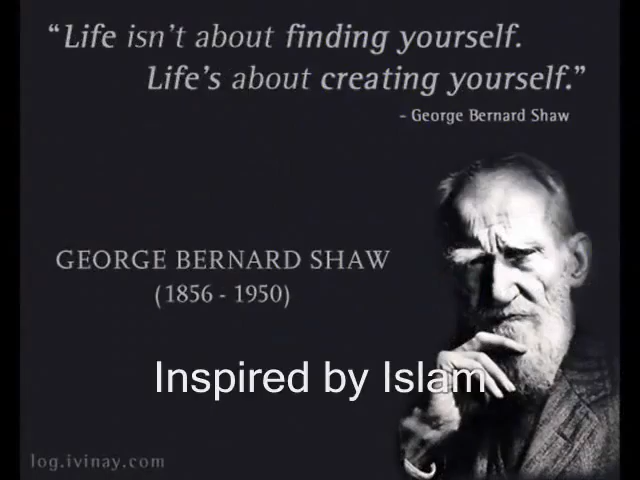 “Life isn’t about finding yourself.
Life’s about creating yourself.”
- George Bernard Shaw
GEORGE BERNARD SHAW
(1856 - 1950)
Inspired by Islam
log.ivinay.com